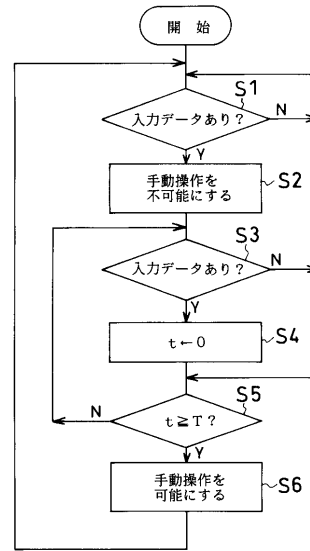 開 始
入力データあり?
S1
N
Y
手動操作を
不可能にする
S2
入力データあり?
S3
N
Y
t←0
S4
t≧T?
S5
N
Y
手動操作を
可能にする
S6